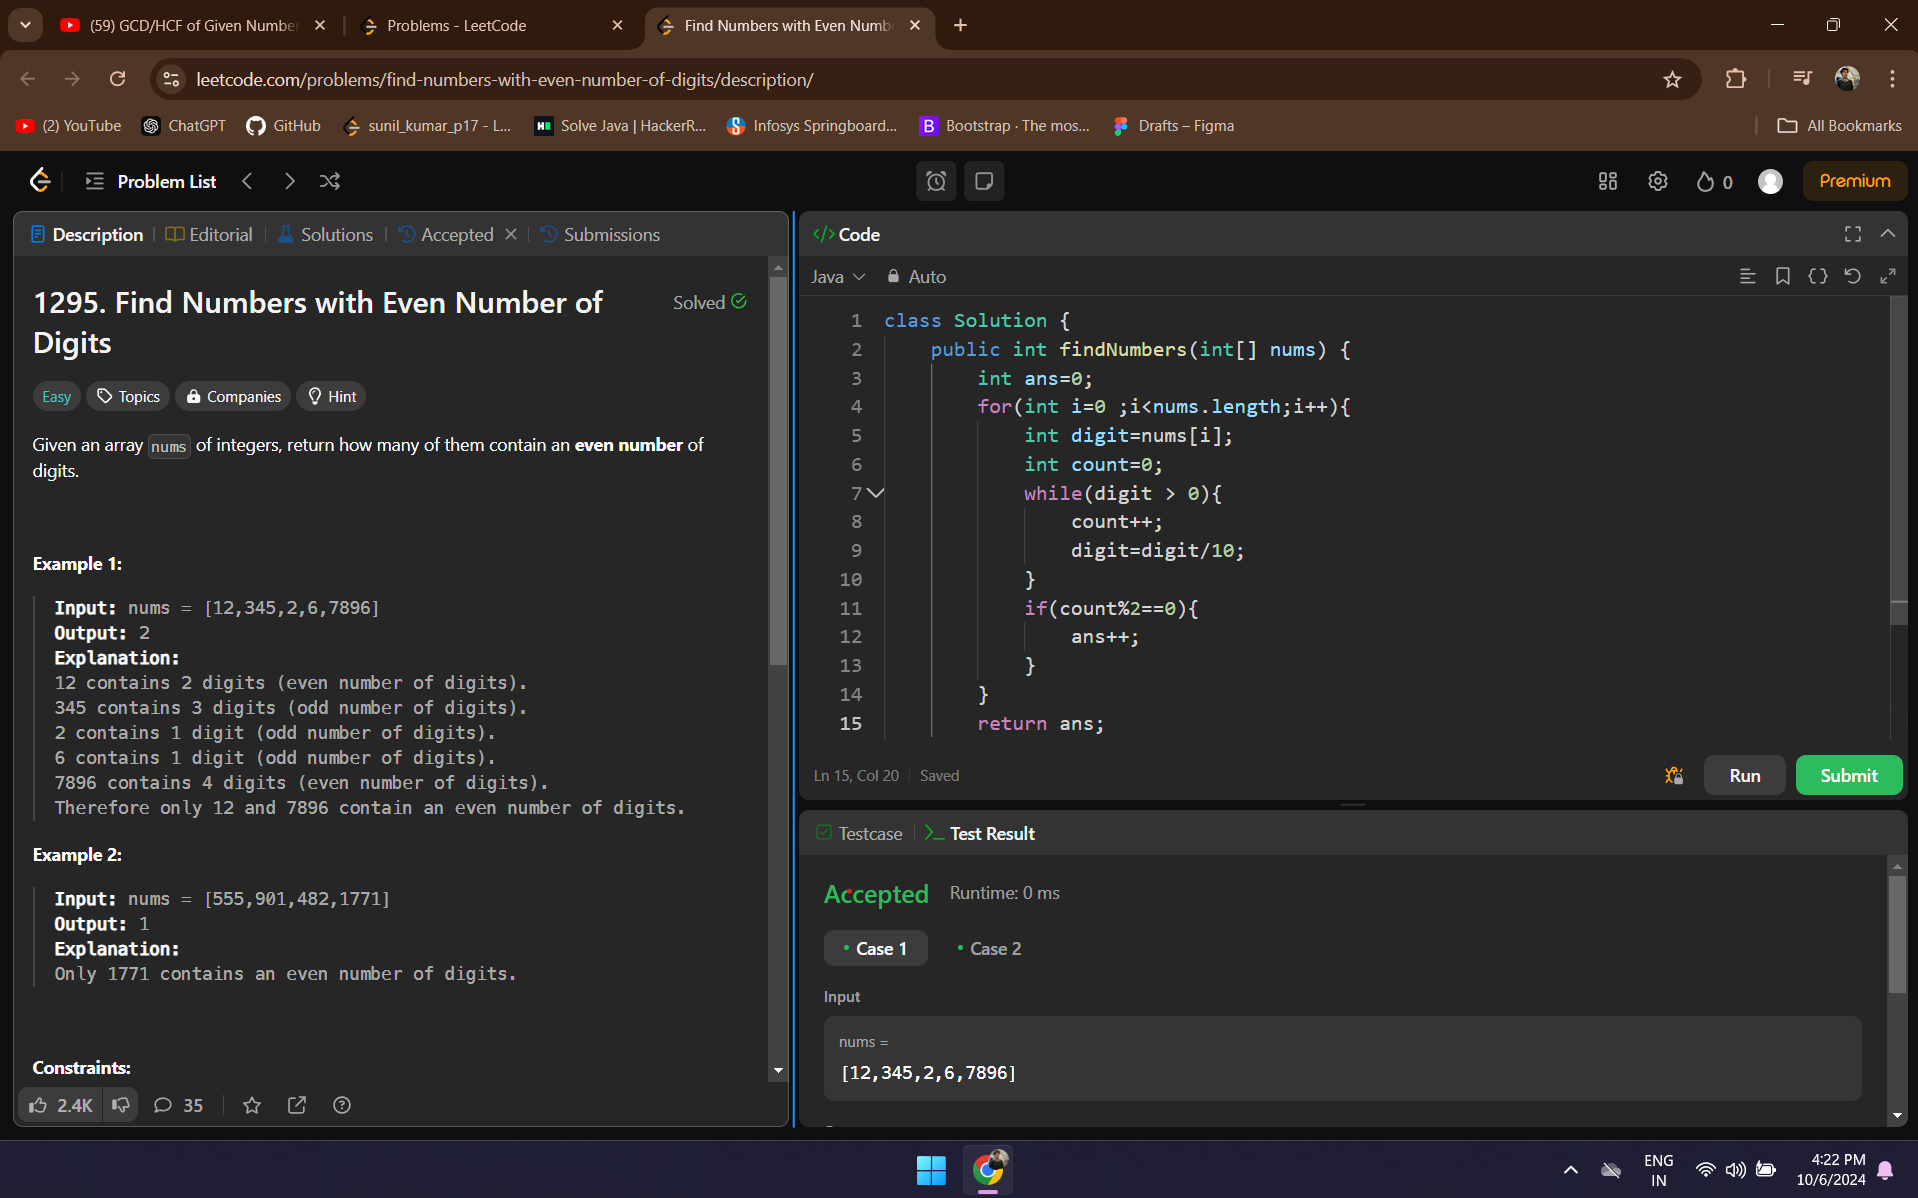 (59) GCD/HCF of Given Number
Problems - LeetCode
Find Numbers with Even Numb
leetcode.com/problems/find-numbers-with-even-number-of-digits/description/
(2) YouTube
ChatGPT
GitHub
sunil_kumar_p17 - L...
Solve Java | HackerR...
Infosys Springboard...
Bootstrap · The mos...
Drafts – Figma
All Bookmarks
Problem List
0
Premium
Description
Editorial
Solutions
Accepted
Submissions
1295. Find Numbers with Even Number of
Digits
Solved
Easy
Topics
Companies
Hint
Given an array nums of integers, return how many of them contain an even number of
digits.
Example 1:
Input: nums = [12,345,2,6,7896]
Output: 2
Explanation:
12 contains 2 digits (even number of digits).
345 contains 3 digits (odd number of digits).
2 contains 1 digit (odd number of digits).
6 contains 1 digit (odd number of digits).
7896 contains 4 digits (even number of digits).
Therefore only 12 and 7896 contain an even number of digits.
Example 2:
Input: nums = [555,901,482,1771]
Output: 1
Explanation:
Only 1771 contains an even number of digits.
Constraints:
2.4K
35
</> Code
Java
Auto
1 class Solution {
2 public int findNumbers(int[] nums) {
3 int ans=0;
4 for(int i=0 ;i<nums.length;i++){
5 int digit=nums[i];
6 int count=0;
7 while(digit > 0){
8 count++;
9 digit=digit/10;
10 }
11 if(count%2==0){
12 ans++;
13 }
14 }
15 return ans;
Ln 15, Col 20
Saved
Run
Submit
Testcase
Test Result
Accepted
Runtime: 0 ms
Case 1
Case 2
Input
nums =
[12,345,2,6,7896]
ENG
IN
4:22 PM
10/6/2024